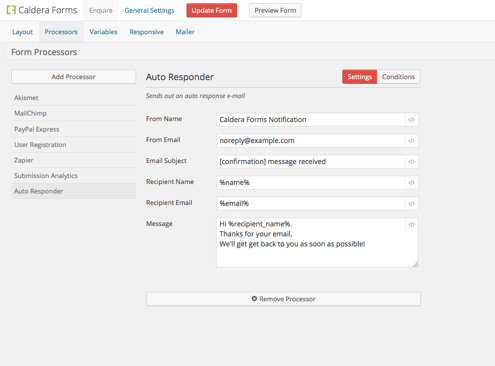 Caldera Forms Enquire General Settings Update Form Preview Form
Layout Processors Variables Responsive Mailer
Form Processors
Add Processor
Akismet
MailChimp
PayPal Express
User Registration
Zapier
Submission Analytics
Auto Responder
Auto Responder Settings Conditions
Sends out an auto response e-mail
From Name Caldera Forms Notification </>
From Email noreply@example.com </>
Email Subject [confirmation] message received </>
Recipient Name %name% </>
Recipient Email %email% </>
Message Hi %recipient_name%. </>
Thanks for your email.
We'll get get back to you as soon as possible!
Remove Processor